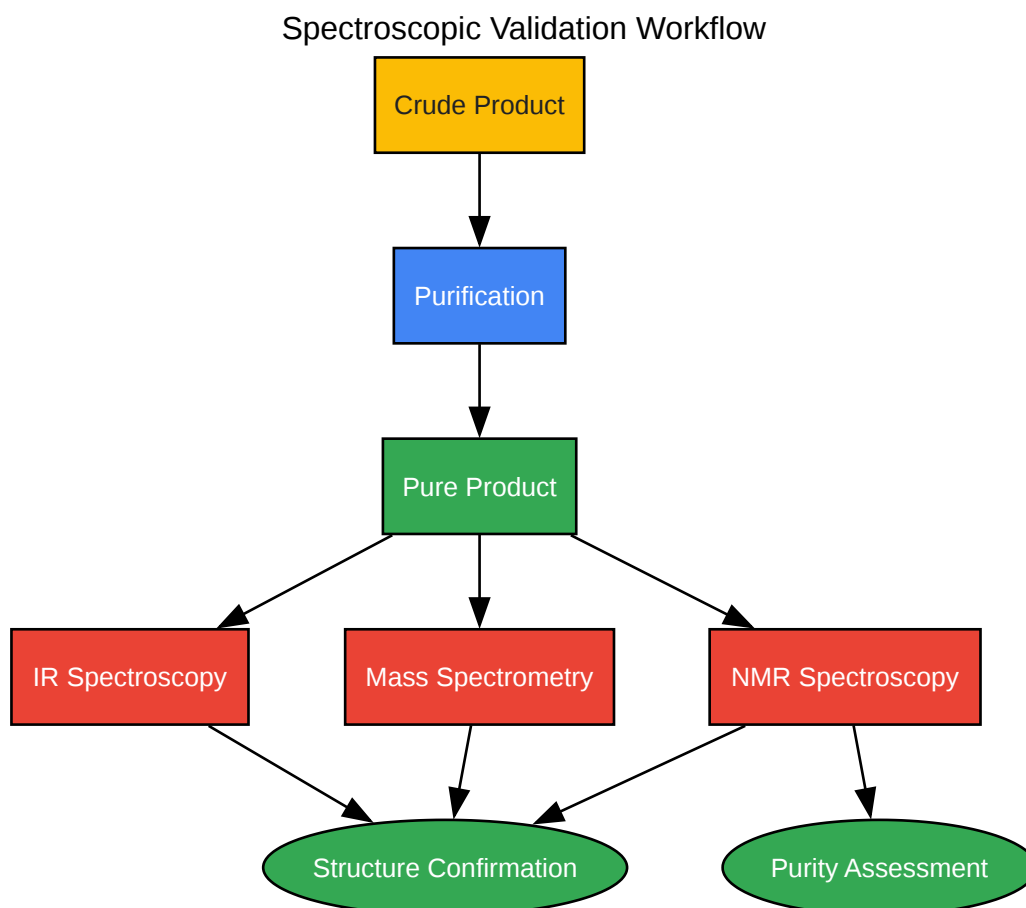 Spectroscopic Validation Workflow
Crude Product
Purification
Pure Product
IR Spectroscopy
Mass Spectrometry
NMR Spectroscopy
Structure Confirmation
Purity Assessment